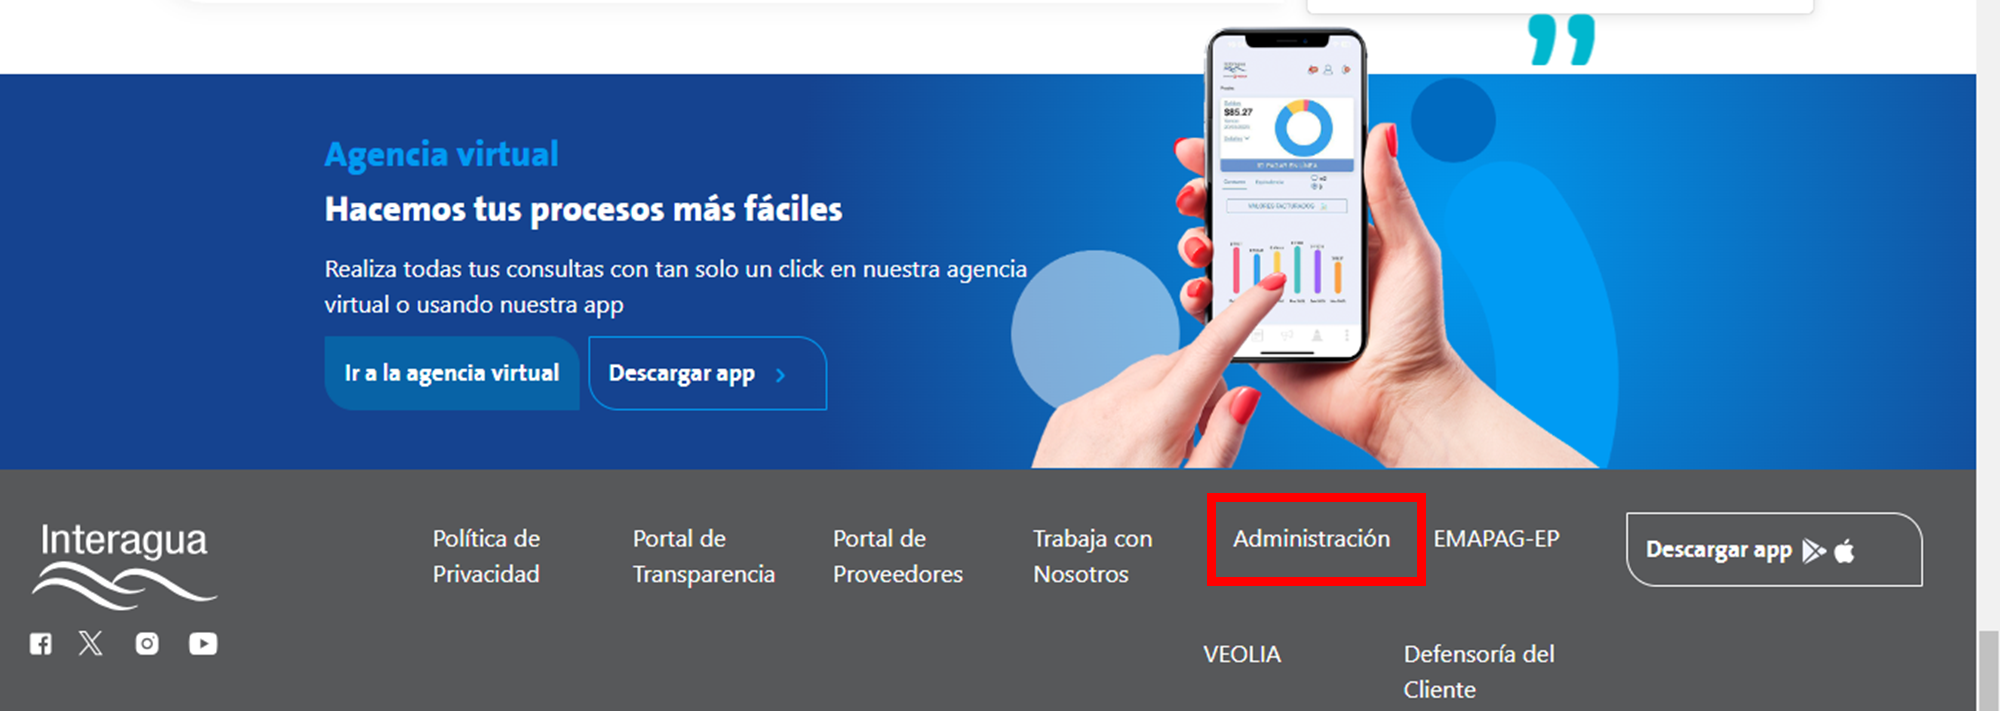 ”
Agencia virtual
Hacemos tus procesos más fáciles
Realiza todas tus consultas con tan solo un click en nuestra agencia
virtual o usando nuestra app
Ir a la agencia virtual
Descargar app
$85.27
VALORES FACTURADOS
Interagua
Política de
Privacidad
Portal de
Transparencia
Portal de
Proveedores
Trabaja con
Nosotros
Administración
EMAPAG-EP
Descargar app
VEOLIA
Defensoría del
Cliente